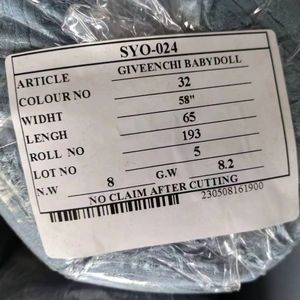 SYO-024
ARTICLE GIVEENCHI BABYDOLL
COLOUR NO 32
WIDHT 58"
LENGH 65
ROLL NO 193
LOT NO 5
N.W 8 G.W 8.2
NO CLAIM AFTER CUTTING
230508161900